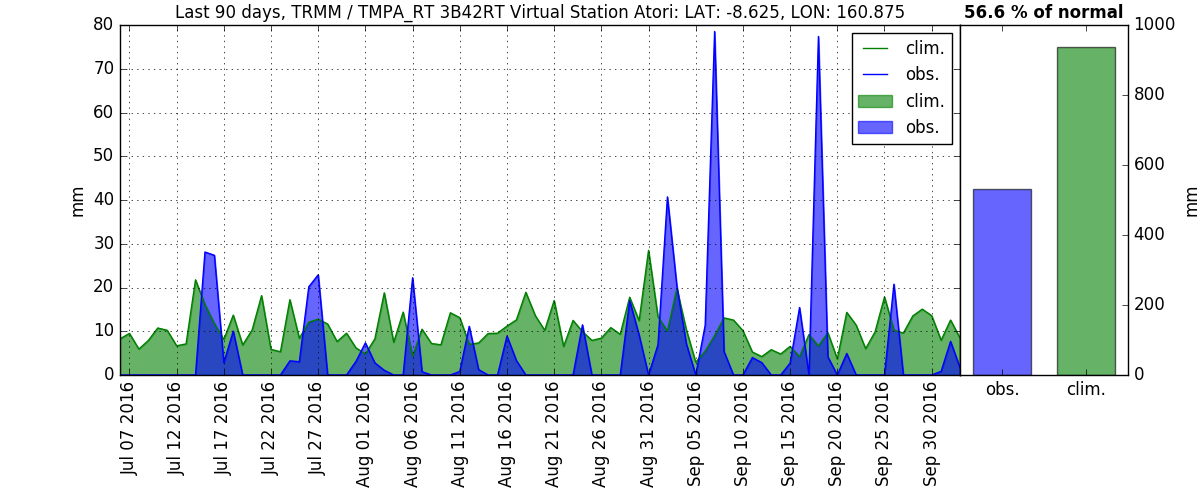 Last 90 days, TRMM / TMPA_RT 3B42RT Virtual Station Atori: LAT: -8.625, LON: 160.875
56.6 % of normal
80
70
60
50
40
30
20
10
0
mm
clim.
obs.
clim.
obs.
Jul 07 2016
Jul 12 2016
Jul 17 2016
Jul 22 2016
Jul 27 2016
Aug 01 2016
Aug 06 2016
Aug 11 2016
Aug 16 2016
Aug 21 2016
Aug 26 2016
Aug 31 2016
Sep 05 2016
Sep 10 2016
Sep 15 2016
Sep 20 2016
Sep 25 2016
Sep 30 2016
1000
800
600
400
200
0
mm
obs.
clim.